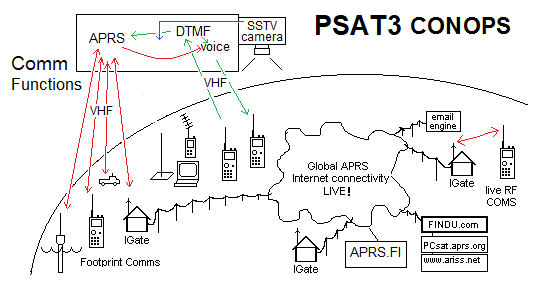 PSAT3 CONOPS
SSTV
camera
APRS
DTMF
voice
Comm
Functions
VHF
VHF
email
engine
Global APRS
Internet connectivity
LIVE!
IGate
live RF
COMS
IGate
Footprint Comms
IGate
APRS.FI
FINDU.com
PCsat.aprs.org
www.ariss.net